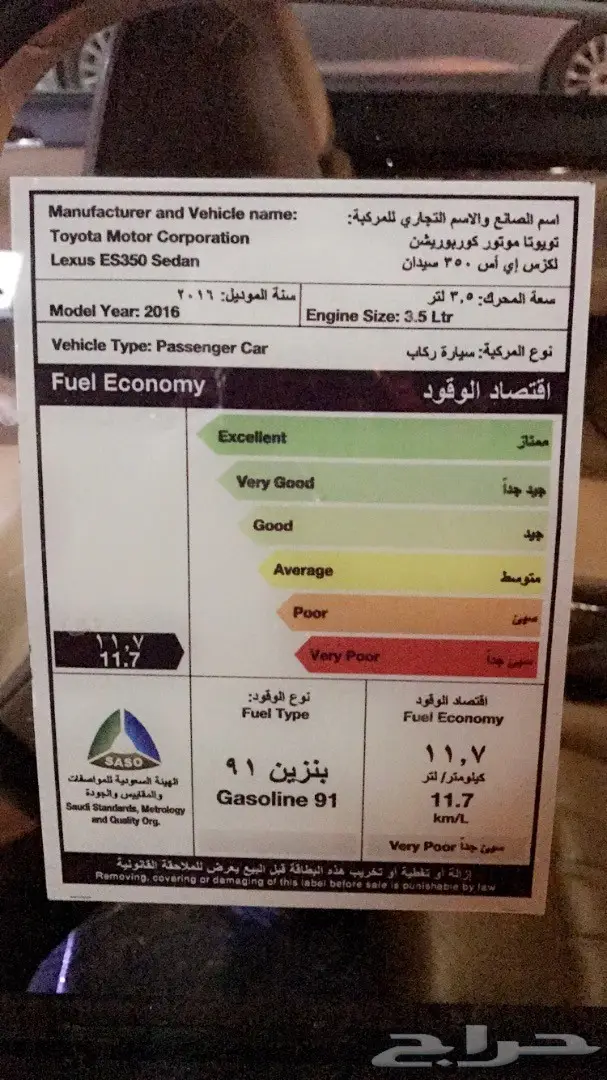 Manufacturer and Vehicle name:
اسم الصانع والاسم التجاري للمركبة:
Toyota Motor Corporation
تويوتا موتور كوربوريشن
Lexus ES350 Sedan
لكزس إي أس ٣٥٠ سيدان
سنة الموديل: ٢٠١٦
Model Year: 2016
سعة المحرك: ٣,٥ لتر
Engine Size: 3.5 Ltr
Vehicle Type: Passenger Car
نوع المركبة: سيارة ركاب
Fuel Economy
اقتصاد الوقود
Excellent ممتاز
Very Good جيد جداً
Good جيد
Average متوسط
Poor سيئ
Very Poor سيئ جداً
١١,٧
11.7
SASO
الهيئة السعودية للمواصفات
والمقاييس والجودة
Saudi Standards, Metrology
and Quality Org.
نوع الوقود:
Fuel Type
بنزين ٩١
Gasoline 91
اقتصاد الوقود
Fuel Economy
١١,٧
كيلومتر/ لتر
11.7
km/L
Very Poor سيئ جداً
إزالة أو تغطية أو تخريب هذه البطاقة قبل البيع يعرض للملاحقة القانونية
Removing, covering or damaging of this label before sale is punishable by law
حراج